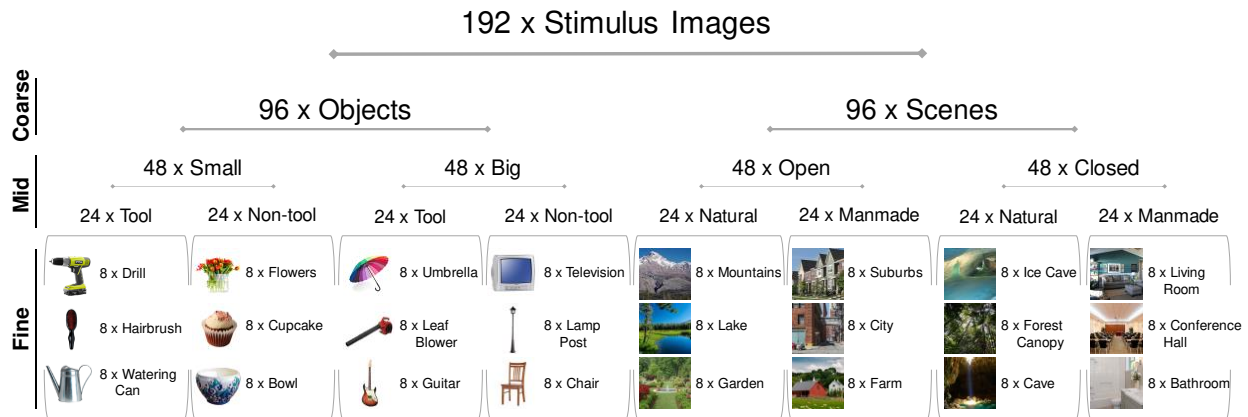 192 x Stimulus Images
Coarse
96 x Objects
96 x Scenes
Mid
48 x Small
48 x Big
48 x Open
48 x Closed
24 x Tool
24 x Non-tool
24 x Tool
24 x Non-tool
24 x Natural
24 x Manmade
24 x Natural
24 x Manmade
Fine
8 x Drill
8 x Flowers
8 x Umbrella
8 x Television
8 x Mountains
8 x Suburbs
8 x Ice Cave
8 x Living
Room
8 x Hairbrush
8 x Cupcake
8 x Leaf
Blower
8 x Lamp
Post
8 x Lake
8 x City
8 x Forest
Canopy
8 x Conference
Hall
8 x Watering
Can
8 x Bowl
8 x Guitar
8 x Chair
8 x Garden
8 x Farm
8 x Cave
8 x Bathroom